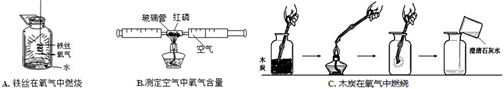 铁丝
氧气
水
A. 铁丝在氧气中燃烧
玻璃管 红磷
空气
B.测定空气中氧气含量
木炭
澄清石灰水
C. 木炭在氧气中燃烧